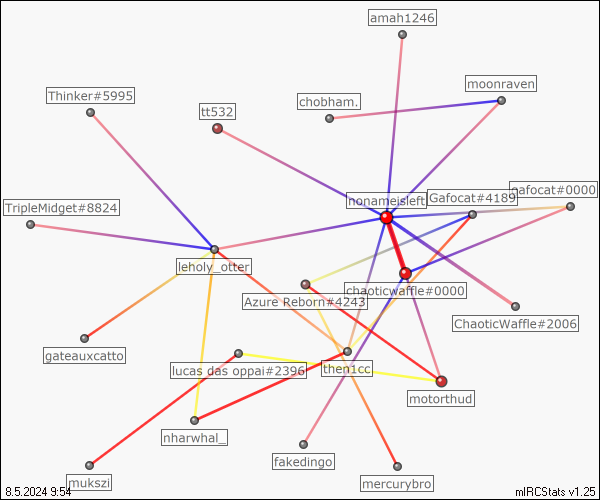 amah1246
moonraven
Thinker#5995
chobham.
tt532
gafocat#0000
nonameisleft
Gafocat#4189
TripleMidget#8824
leholy_otter
chaoticwaffle#0000
Azure Reborn#4243
ChaoticWaffle#2006
gateauxcatto
lucas das oppai#2396
then1cc
motorthud
nharwhal_
fakedingo
mukszi
mercurybro
8.5.2024 9:54
mIRCStats v1.25